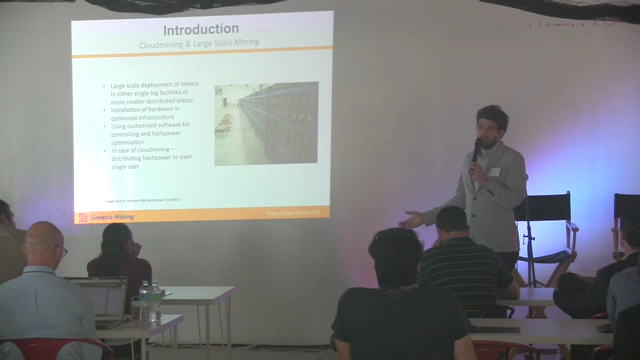 Introduction
Cloudmining & Large Scale Mining
• Large scale deployment of miners
in either single big facilities or
more smaller distributed places
• Installation of hardware in
optimized infrastructure
• Using customized software for
controlling and hashpower
optimization
• In case of cloudmining –
distributing hashpower to each
single user
Genesis Mining